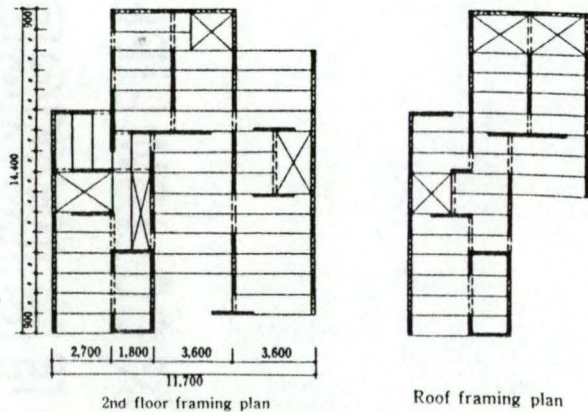 900
14.400
900
2,700 1,800 3,600 3,600
11,700
2nd floor framing plan
Roof framing plan